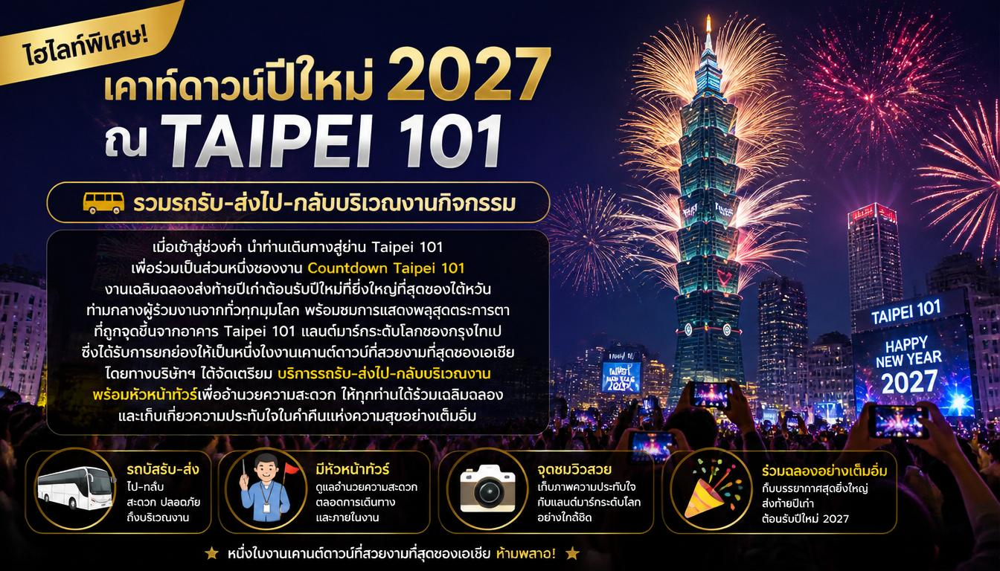 ไฮไลท์พิเศษ!
เคาท์ดาวน์ปีใหม่ 2027
ณ TAIPEI 101
รวมรถรับ-ส่งไป-กลับบริเวณงานกิจกรรม
เมื่อเข้าสู่ช่วงค่ำ นำท่านเดินทางสู่ย่าน Taipei 101
เพื่อร่วมเป็นส่วนหนึ่งของงาน Countdown Taipei 101
งานเฉลิมฉลองส่งท้ายปีเก่าต้อนรับปีใหม่ที่ยิ่งใหญ่ที่สุดของไต้หวัน
ท่ามกลางผู้ร่วมงานจากทั่วทุกมุมโลก พร้อมชมการแสดงพลุสุดตระการตา
ที่ถูกจุดขึ้นจากอาคาร Taipei 101 แลนด์มาร์กระดับโลกของกรุงไทเป
ซึ่งได้รับการยกย่องให้เป็นหนึ่งในงานเคานต์ดาวน์ที่สวยงามที่สุดของเอเชีย
โดยทางบริษัทฯ ได้จัดเตรียม บริการรถรับ-ส่งไป-กลับบริเวณงาน
พร้อมหัวหน้าทัวร์เพื่ออำนวยความสะดวก ให้ทุกท่านได้ร่วมเฉลิมฉลอง
และเก็บเกี่ยวความประทับใจในค่ำคืนแห่งความสุขอย่างเต็มอิ่ม
TAIPEI 101
HAPPY
NEW YEAR
2027
รถบัสรับ-ส่ง
ไป-กลับ
สะดวก ปลอดภัย
ถึงบริเวณงาน
มีหัวหน้าทัวร์
ดูแลอำนวยความสะดวก
ตลอดการเดินทาง
และภายในงาน
จุดชมวิวสวย
เก็บภาพความประทับใจ
กับแลนด์มาร์กระดับโลก
อย่างใกล้ชิด
ร่วมฉลองอย่างเต็มอิ่ม
กับบรรยากาศสุดยิ่งใหญ่
ส่งท้ายปีเก่า
ต้อนรับปีใหม่ 2027
หนึ่งในงานเคานต์ดาวน์ที่สวยงามที่สุดของเอเชีย ห้ามพลาด!